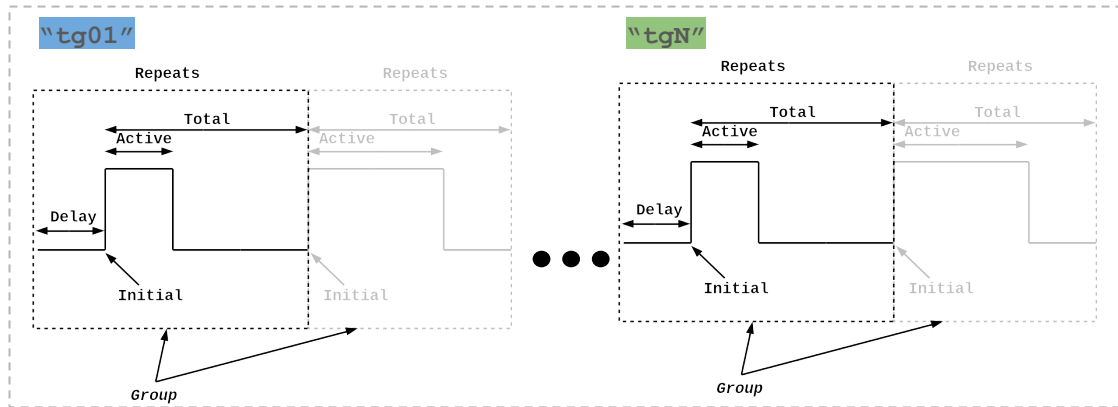 “tg01”
Repeats
Repeats
Total
Total
Active
Active
Delay
Initial
Initial
Group
“tgN”
Repeats
Repeats
Total
Total
Active
Active
Delay
Initial
Initial
Group